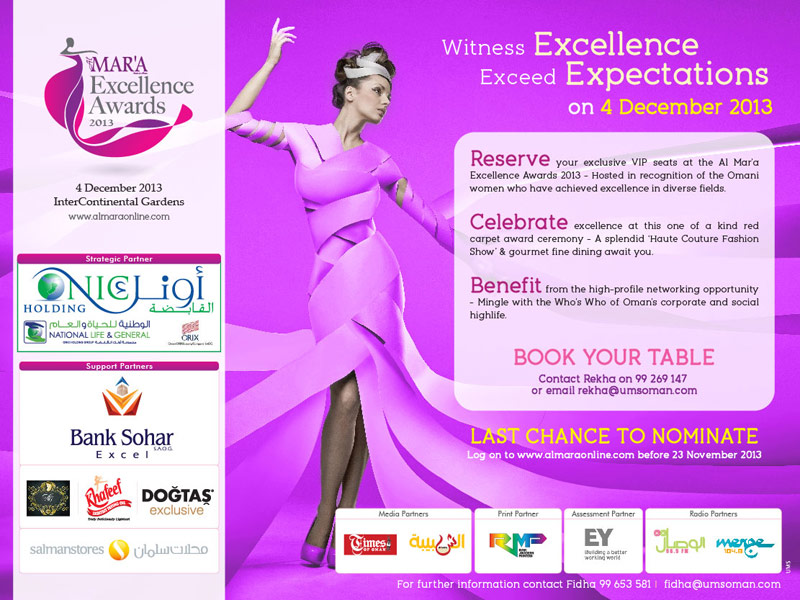 AL MAR'A
Excellence
Awards
2013
4 December 2013
InterContinental Gardens
www.almaraonline.com
Strategic Partner
ONIC أونك
HOLDING القابضة
الوطنية للحياة والعام
NATIONAL LIFE & GENERAL
ORIX
Support Partners
Bank Sohar
S.A.O.G.
Excel
Khafeef
DOĞTAŞ
exclusive
salmanstores محلات سلمان
Witness Excellence
Exceed Expectations
on 4 December 2013
Reserve your exclusive VIP seats at the Al Mar'a
Excellence Awards 2013 - Hosted in recognition of the Omani
women who have achieved excellence in diverse fields.
Celebrate excellence at this one of a kind red
carpet award ceremony - A splendid 'Haute Couture Fashion
Show' & gourmet fine dining await you.
Benefit from the high-profile networking opportunity
- Mingle with the Who's Who of Oman's corporate and social
highlife.
BOOK YOUR TABLE
Contact Rekha on 99 269 147
or email rekha@umsoman.com
LAST CHANCE TO NOMINATE
Log on to www.almaraonline.com before 23 November 2013
Media Partners
Times
OF OMAN
الشبيبة
Print Partner
RMP
Assessment Partner
EY
Building a better
working world
Radio Partners
الوصال
96.5 FM
merge
104.8
UMS
For further information contact Fidha 99 653 581 | fidha@umsoman.com